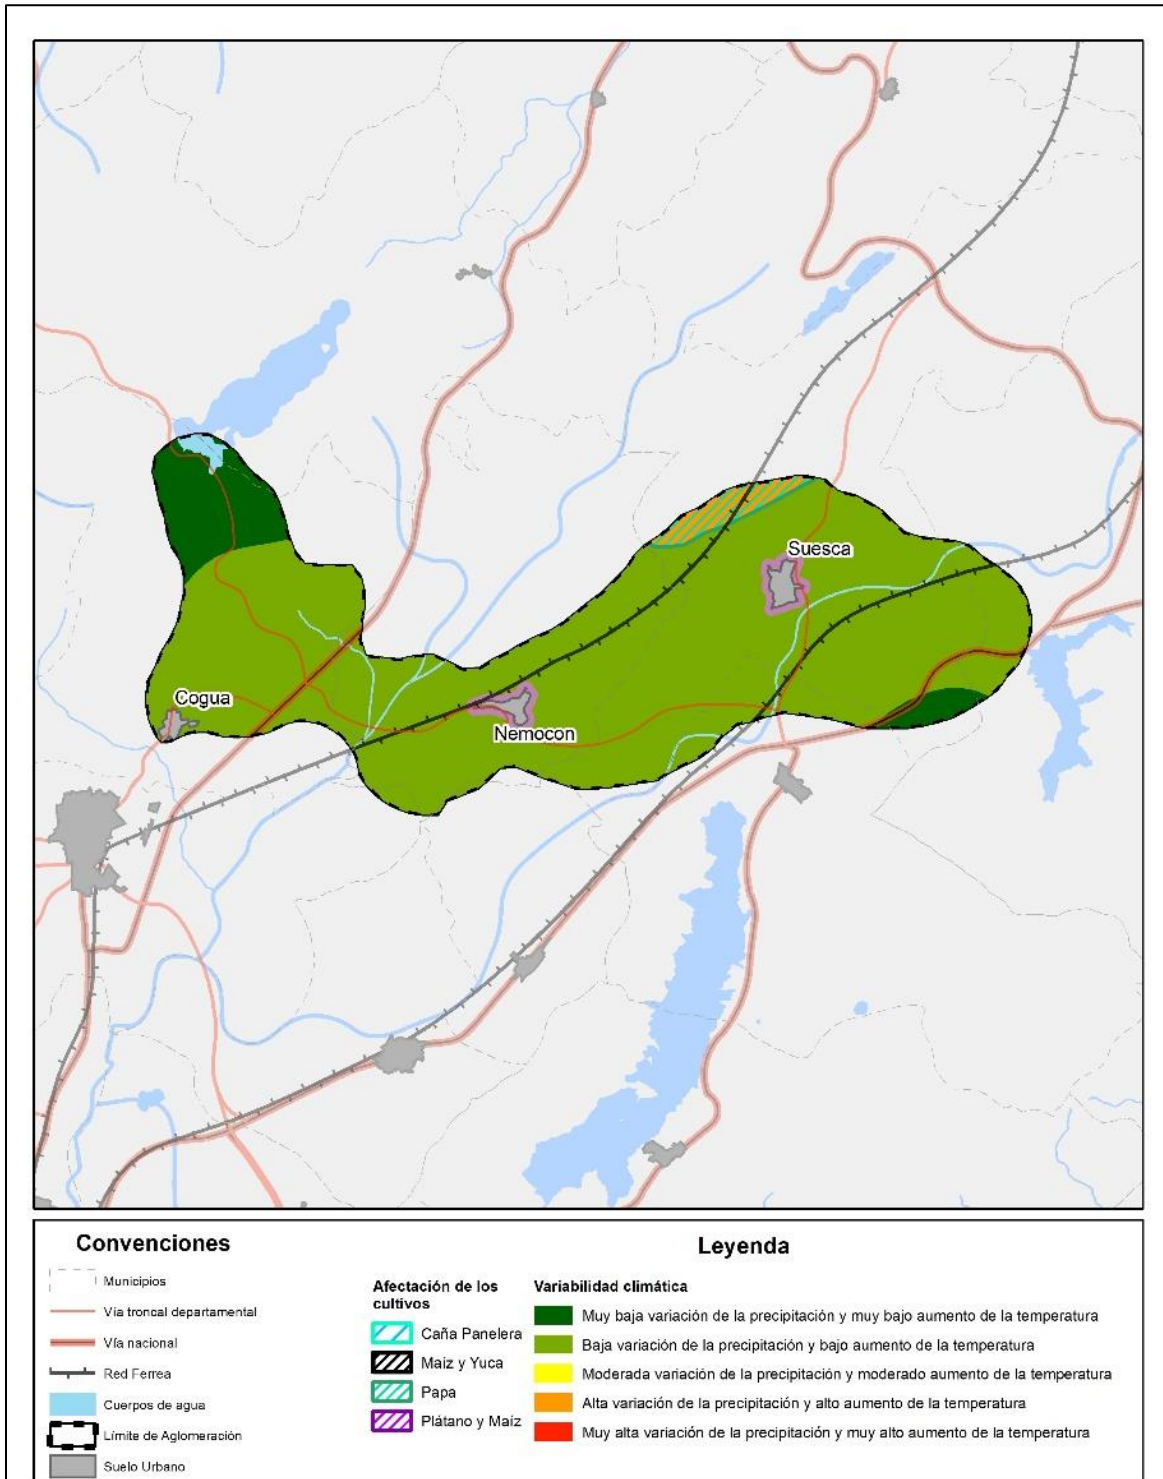 Suesca
Cogua
Nemocon
Convenciones
Municipios
Vía troncal departamental
Vía nacional
Red Ferrea
Cuerpos de agua
Límite de Aglomeración
Suelo Urbano
Leyenda
Afectación de los
cultivos
Caña Panelera
Maíz y Yuca
Papa
Plátano y Maíz
Variabilidad climática
Muy baja variación de la precipitación y muy bajo aumento de la temperatura
Baja variación de la precipitación y bajo aumento de la temperatura
Moderada variación de la precipitación y moderado aumento de la temperatura
Alta variación de la precipitación y alto aumento de la temperatura
Muy alta variación de la precipitación y muy alto aumento de la temperatura